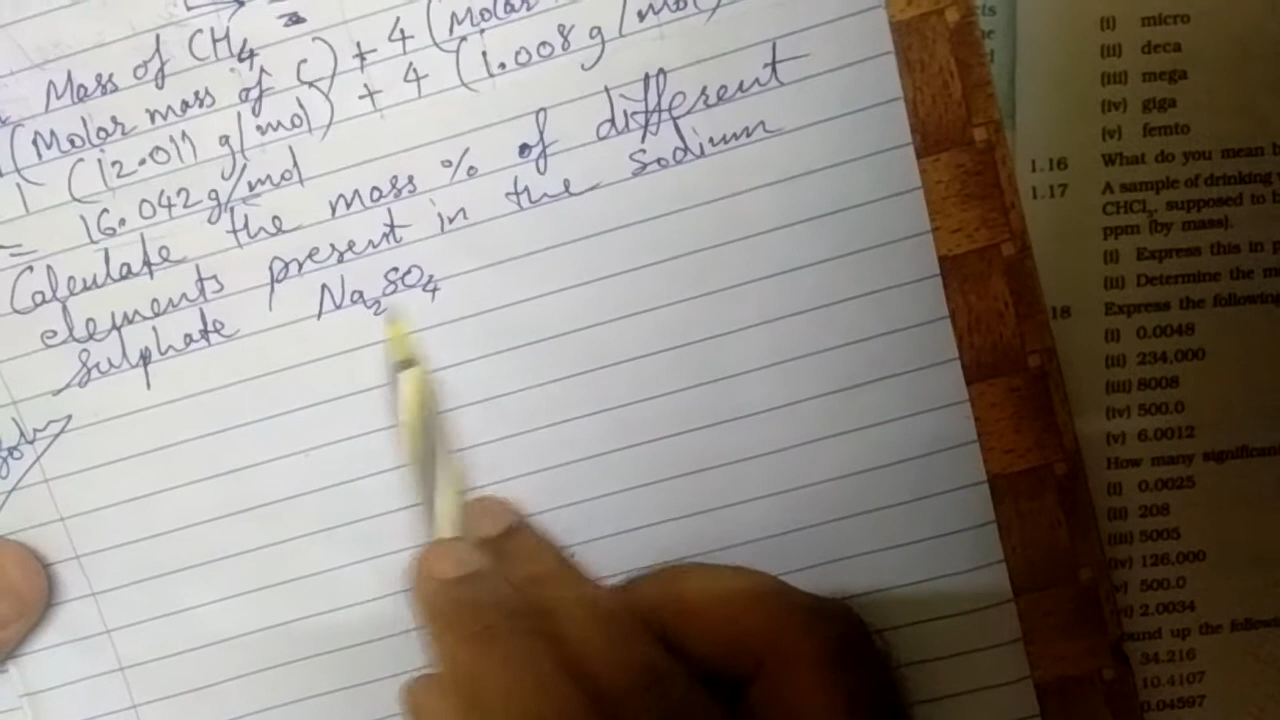 Mass of CH4 =
(Molar mass of C) + 4 (Molar
1 (12.011 g/mol) + 4 (1.008 g/mol)
= 16.042 g/mol
Calculate the mass % of different
elements present in the sodium
sulphate Na2SO4
Soln
(i) micro
(ii) deca
(iii) mega
(iv) giga
(v) femto
1.16 What do you mean b
1.17 A sample of drinking
CHCl3, supposed to b
ppm (by mass).
(i) Express this in p
(ii) Determine the m
18 Express the following
(i) 0.0048
(ii) 234,000
(iii) 8008
(iv) 500.0
(v) 6.0012
How many significan
(i) 0.0025
(ii) 208
(iii) 5005
(iv) 126,000
v) 500.0
i) 2.0034
ound up the followi
34.216
10.4107
0.04597